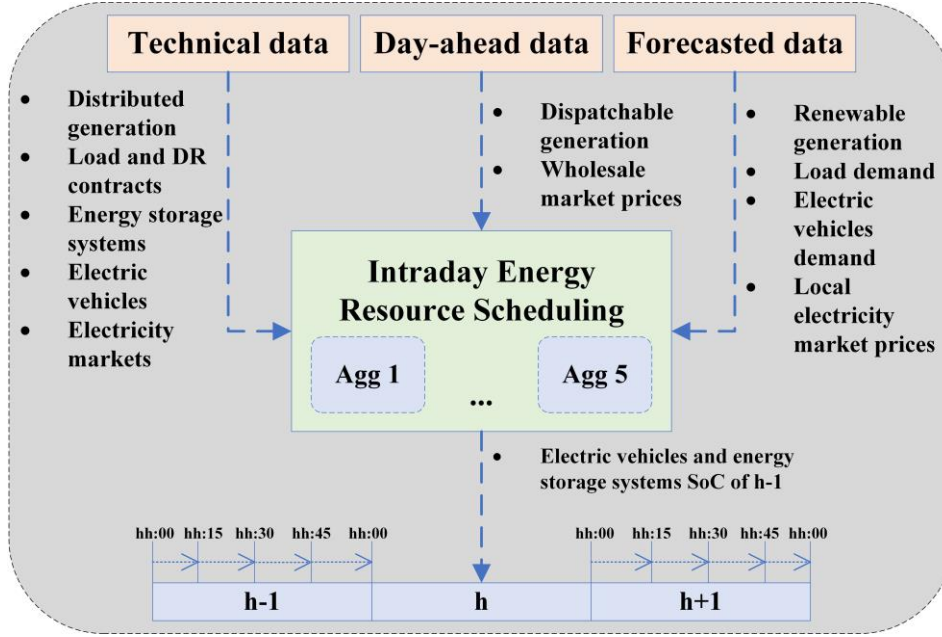 Technical data
Day-ahead data
Forecasted data
• Distributed
generation
• Load and DR
contracts
• Energy storage
systems
• Electric
vehicles
• Electricity
markets
• Dispatchable
generation
• Wholesale
market prices
• Renewable
generation
• Load demand
• Electric
vehicles
demand
• Local
electricity
market prices
Intraday Energy
Resource Scheduling
Agg 1
...
Agg 5
• Electric vehicles and energy
storage systems SoC of h-1
hh:00 hh:15 hh:30 hh:45 hh:00
hh:00 hh:15 hh:30 hh:45 hh:00
h-1
h
h+1